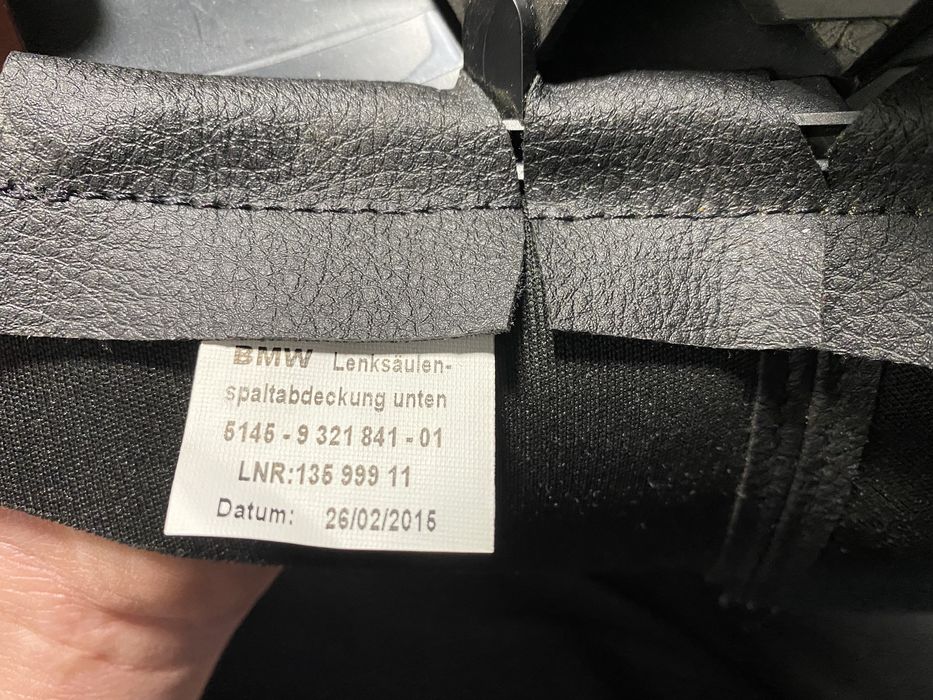 BMW Lenksäulen-
spaltabdeckung unten
5145 - 9 321 841 - 01
LNR:135 999 11
Datum: 26/02/2015